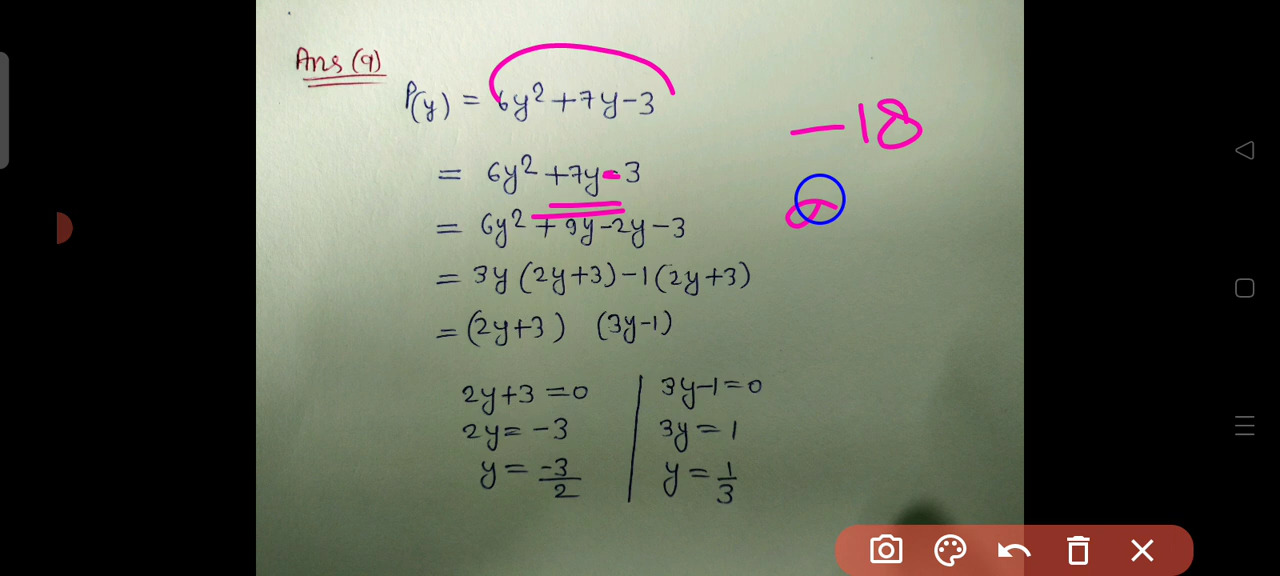 Ans (9)
P(y) = 6y² + 7y - 3
- 18
= 6y² + 7y - 3
= 6y² + 9y - 2y - 3
= 3y (2y+3) - 1 (2y+3)
= (2y+3) (3y-1)
2y+3 = 0 | 3y-1 = 0
2y = -3 | 3y = 1
y = -3/2 | y = 1/3